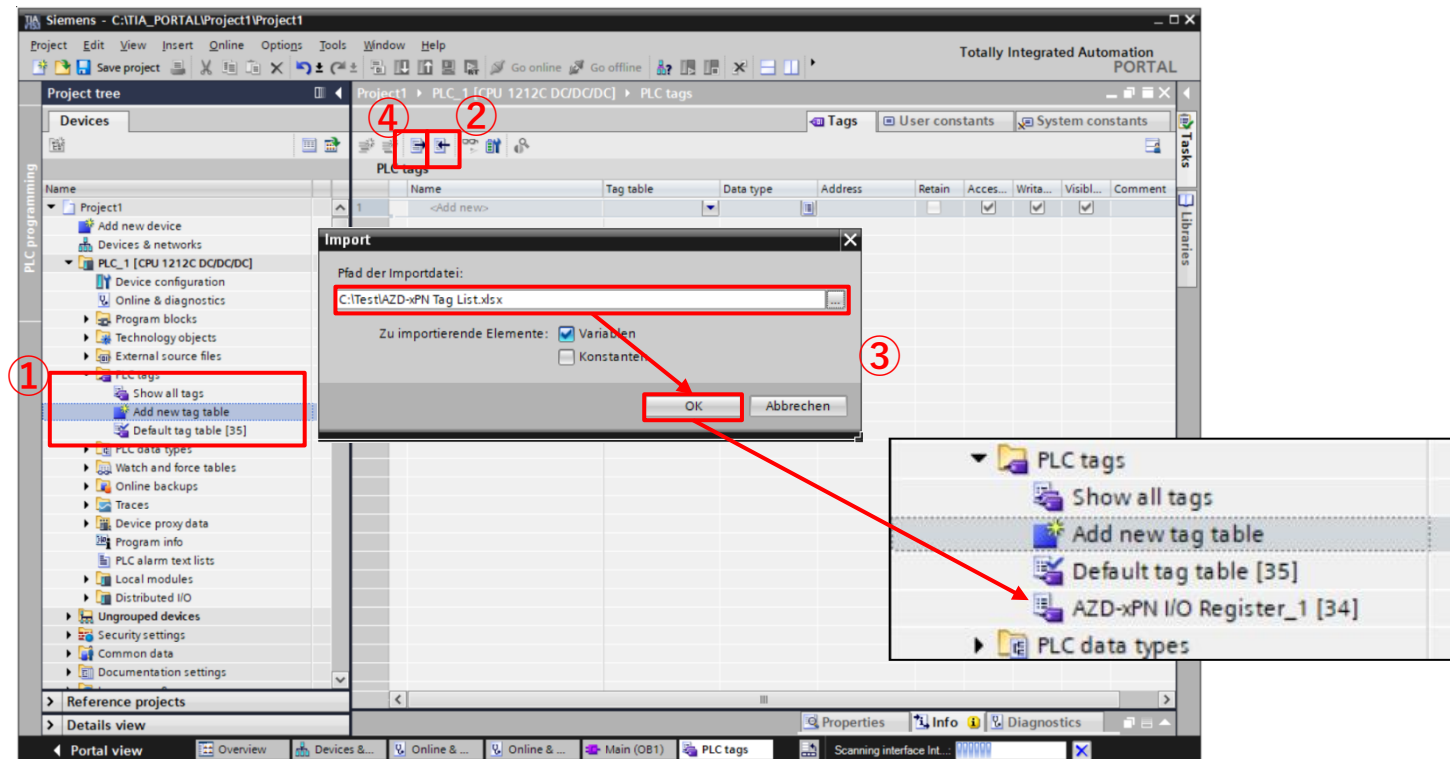 Siemens - C:\TIA_PORTAL\Project1\Project1
Project Edit View Insert Online Options Tools Window Help
Totally Integrated Automation
PORTAL
Save project
Go online
Go offline
Project tree
Project1 ▸ PLC_1 [CPU 1212C DC/DC/DC] ▸ PLC tags
Devices
④ ②
Tags User constants System constants
PLC tags
Name
Name Tag table Data type Address Retain Acces... Writa... Visibl... Comment
1 <Add new>
Tasks
Libraries
PLC programming
Project1
Add new device
Devices & networks
PLC_1 [CPU 1212C DC/DC/DC]
Device configuration
Online & diagnostics
Program blocks
Technology objects
External source files
①
PLC tags
Show all tags
Add new tag table
Default tag table [35]
PLC data types
Watch and force tables
Online backups
Traces
Device proxy data
Program info
PLC alarm text lists
Local modules
Distributed I/O
Ungrouped devices
Security settings
Common data
Documentation settings
Reference projects
Details view
Import
Pfad der Importdatei:
C:\Test\AZD-xPN Tag List.xlsx
...
Zu importierende Elemente: Variablen
Konstanten
③
OK Abbrechen
PLC tags
Show all tags
Add new tag table
Default tag table [35]
AZD-xPN I/O Register_1 [34]
PLC data types
Properties Info Diagnostics
Portal view Overview Devices &... Online & ... Online & ... Main (OB1) PLC tags Scanning interface Int...: